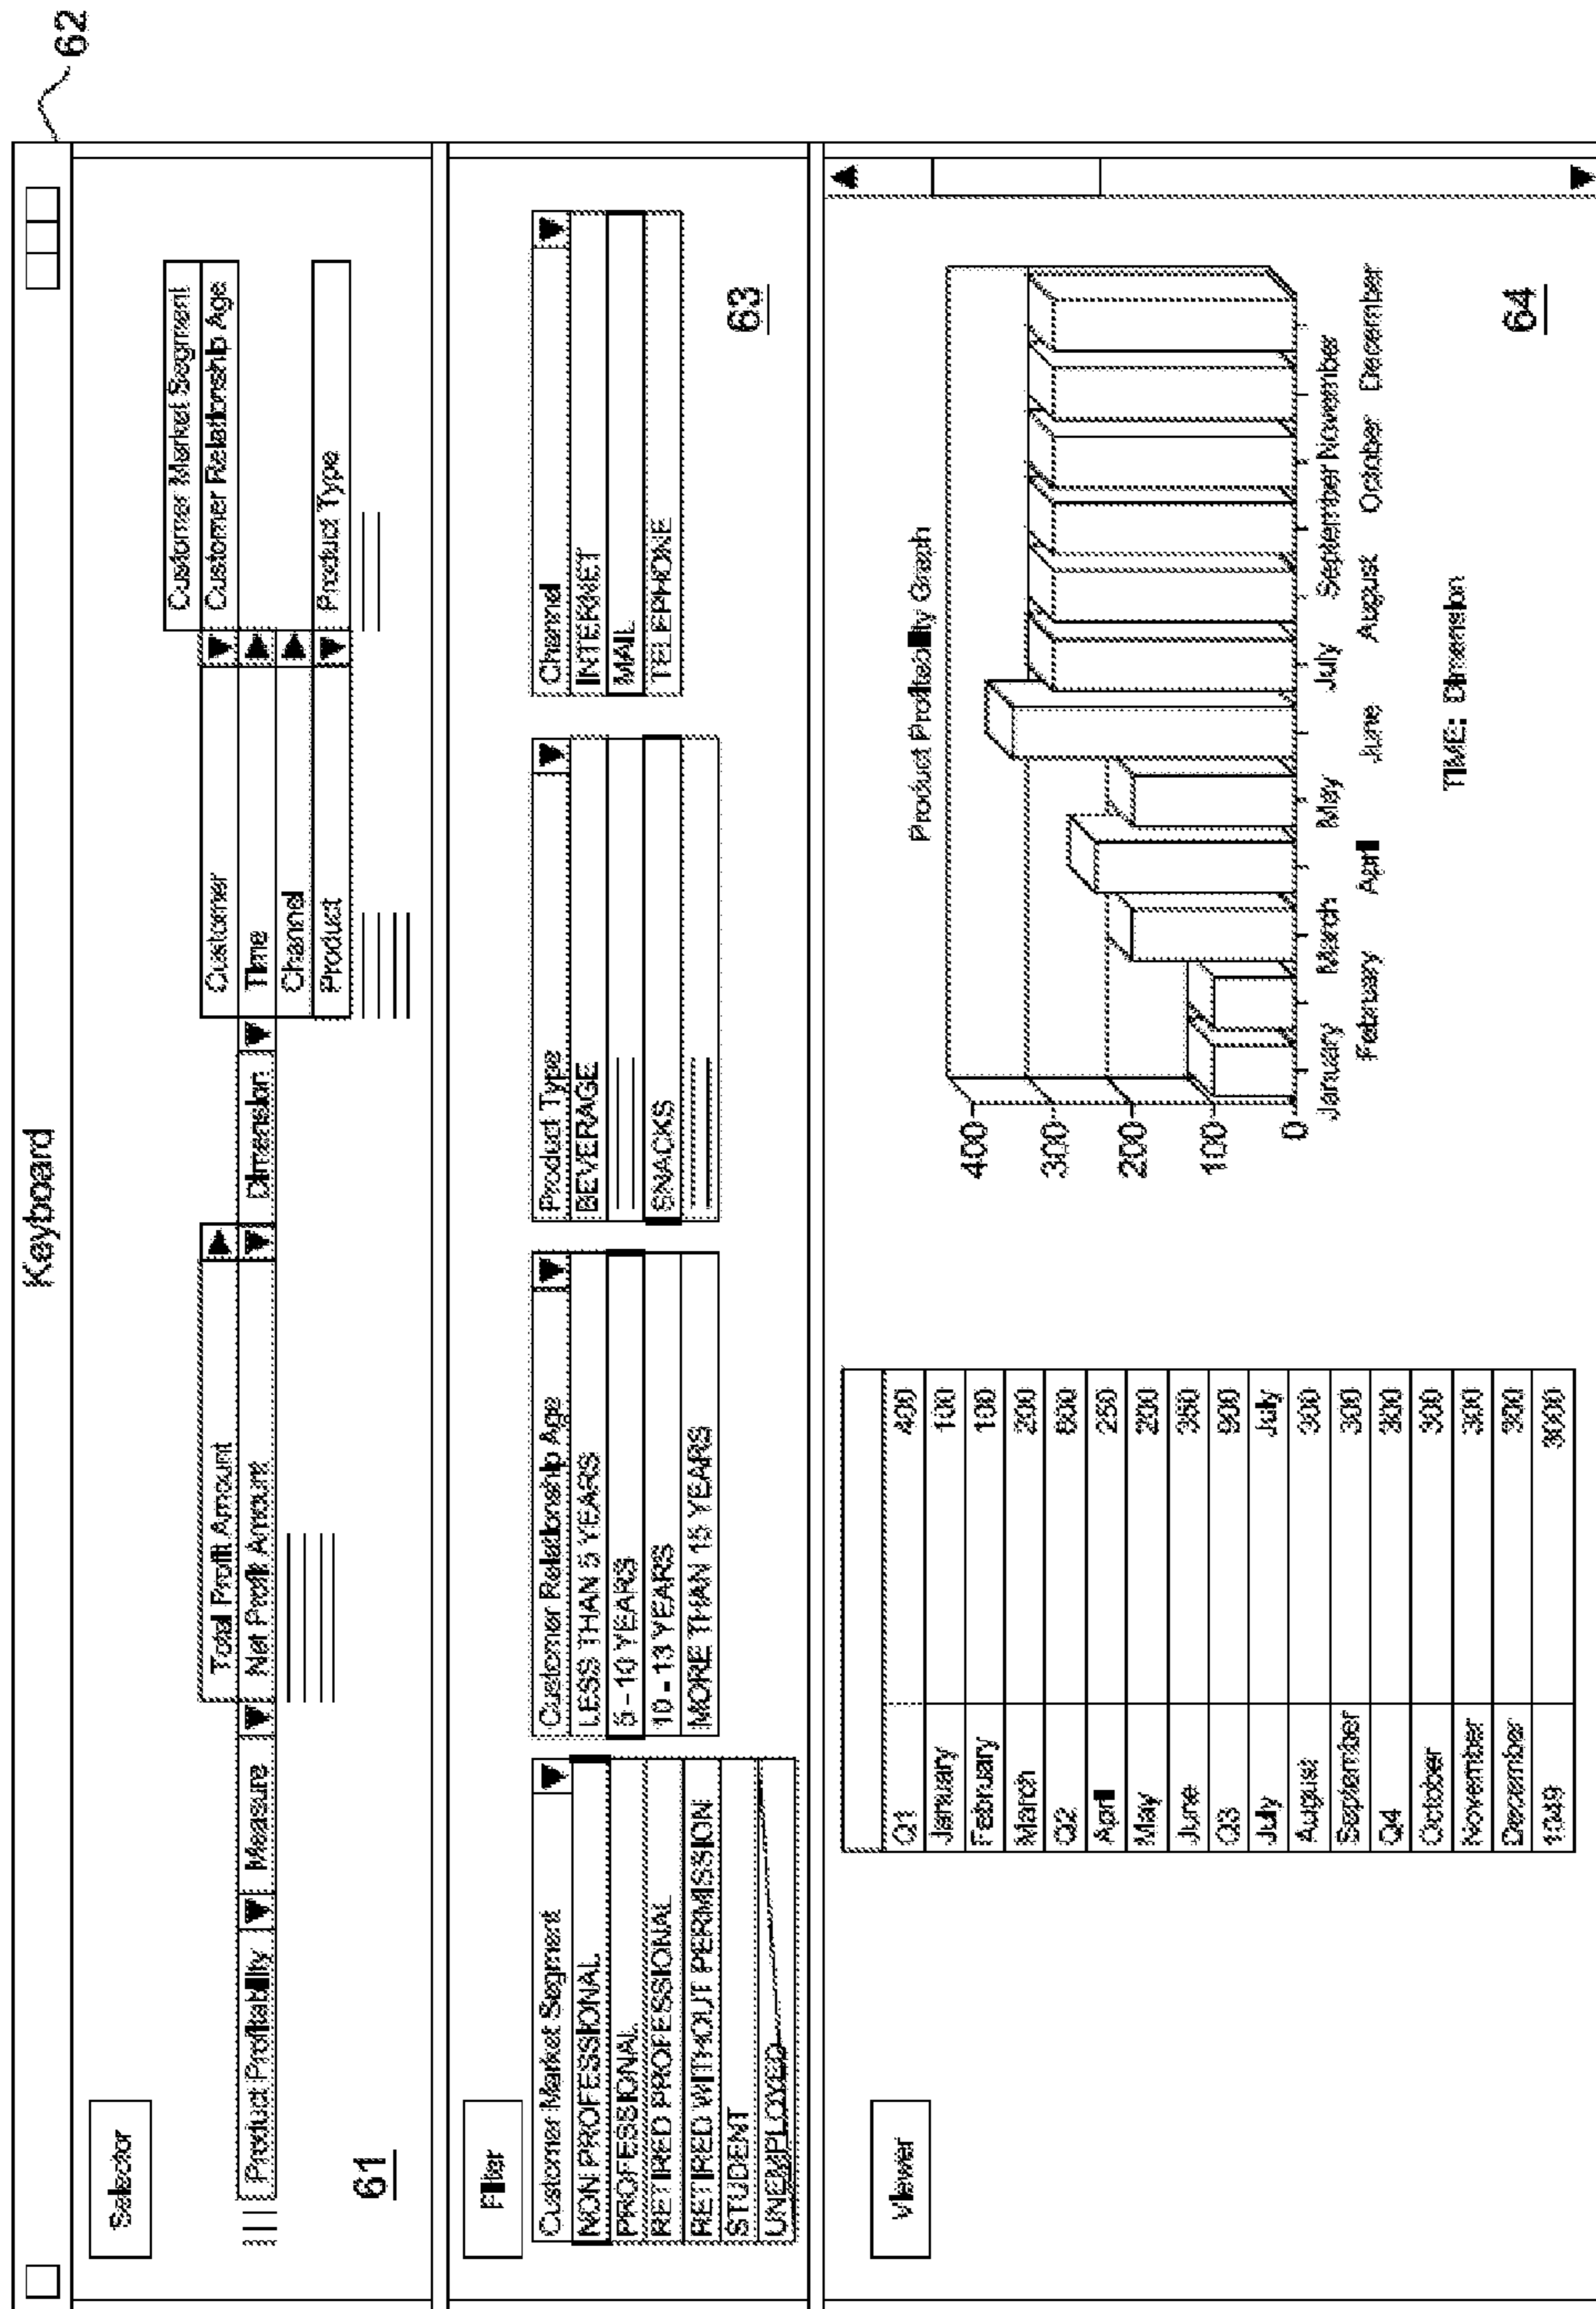 Keyboard
62
Selector
Product Profitability
Measure
Total Profit Amount
Net Profit Amount
Dimension
Customer
Time
Channel
Product
Customer Market Segment
Customer Relationship Age
Product Type
61
Filter
Customer Market Segment
NON PROFESSIONAL
PROFESSIONAL
RETIRED PROFESSIONAL
RETIRED WITHOUT PERMISSION
STUDENT
UNEMPLOYED
Customer Relationship Age
LESS THAN 5 YEARS
5 - 10 YEARS
10 - 13 YEARS
MORE THAN 15 YEARS
Product Type
BEVERAGE
SNACKS
Channel
INTERNET
MAIL
TELEPHONE
63
Viewer
Q1 400
January 100
February 100
March 200
Q2 800
April 250
May 200
June 350
Q3 900
July July
August 300
September 300
Q4
October 300
November 300
December 300
1049 3000
Product Profitability Graph
400
300
200
100
0
January March May July September November
February April June August October December
TIME: Dimension
64